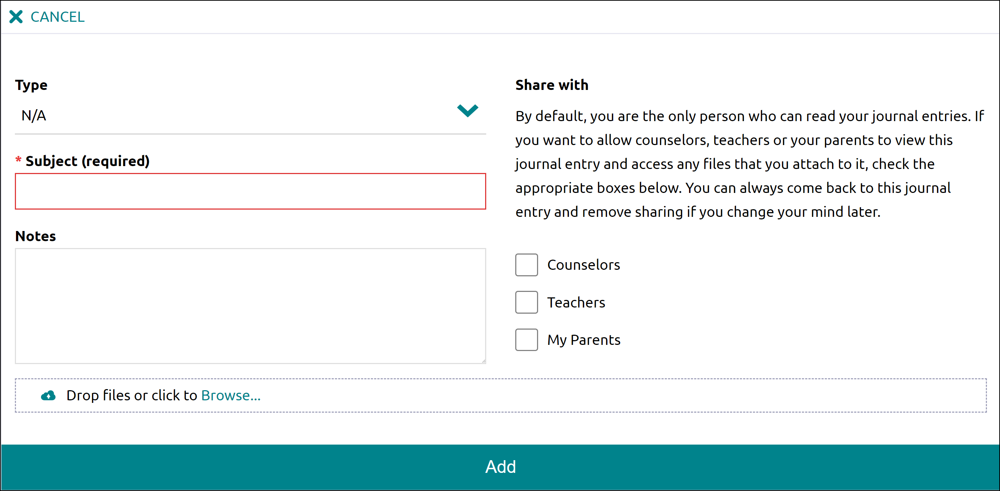 CANCEL
Type
N/A
* Subject (required)
Notes
Share with
By default, you are the only person who can read your journal entries. If
you want to allow counselors, teachers or your parents to view this
journal entry and access any files that you attach to it, check the
appropriate boxes below. You can always come back to this journal
entry and remove sharing if you change your mind later.
Counselors
Teachers
My Parents
Drop files or click to Browse...
Add